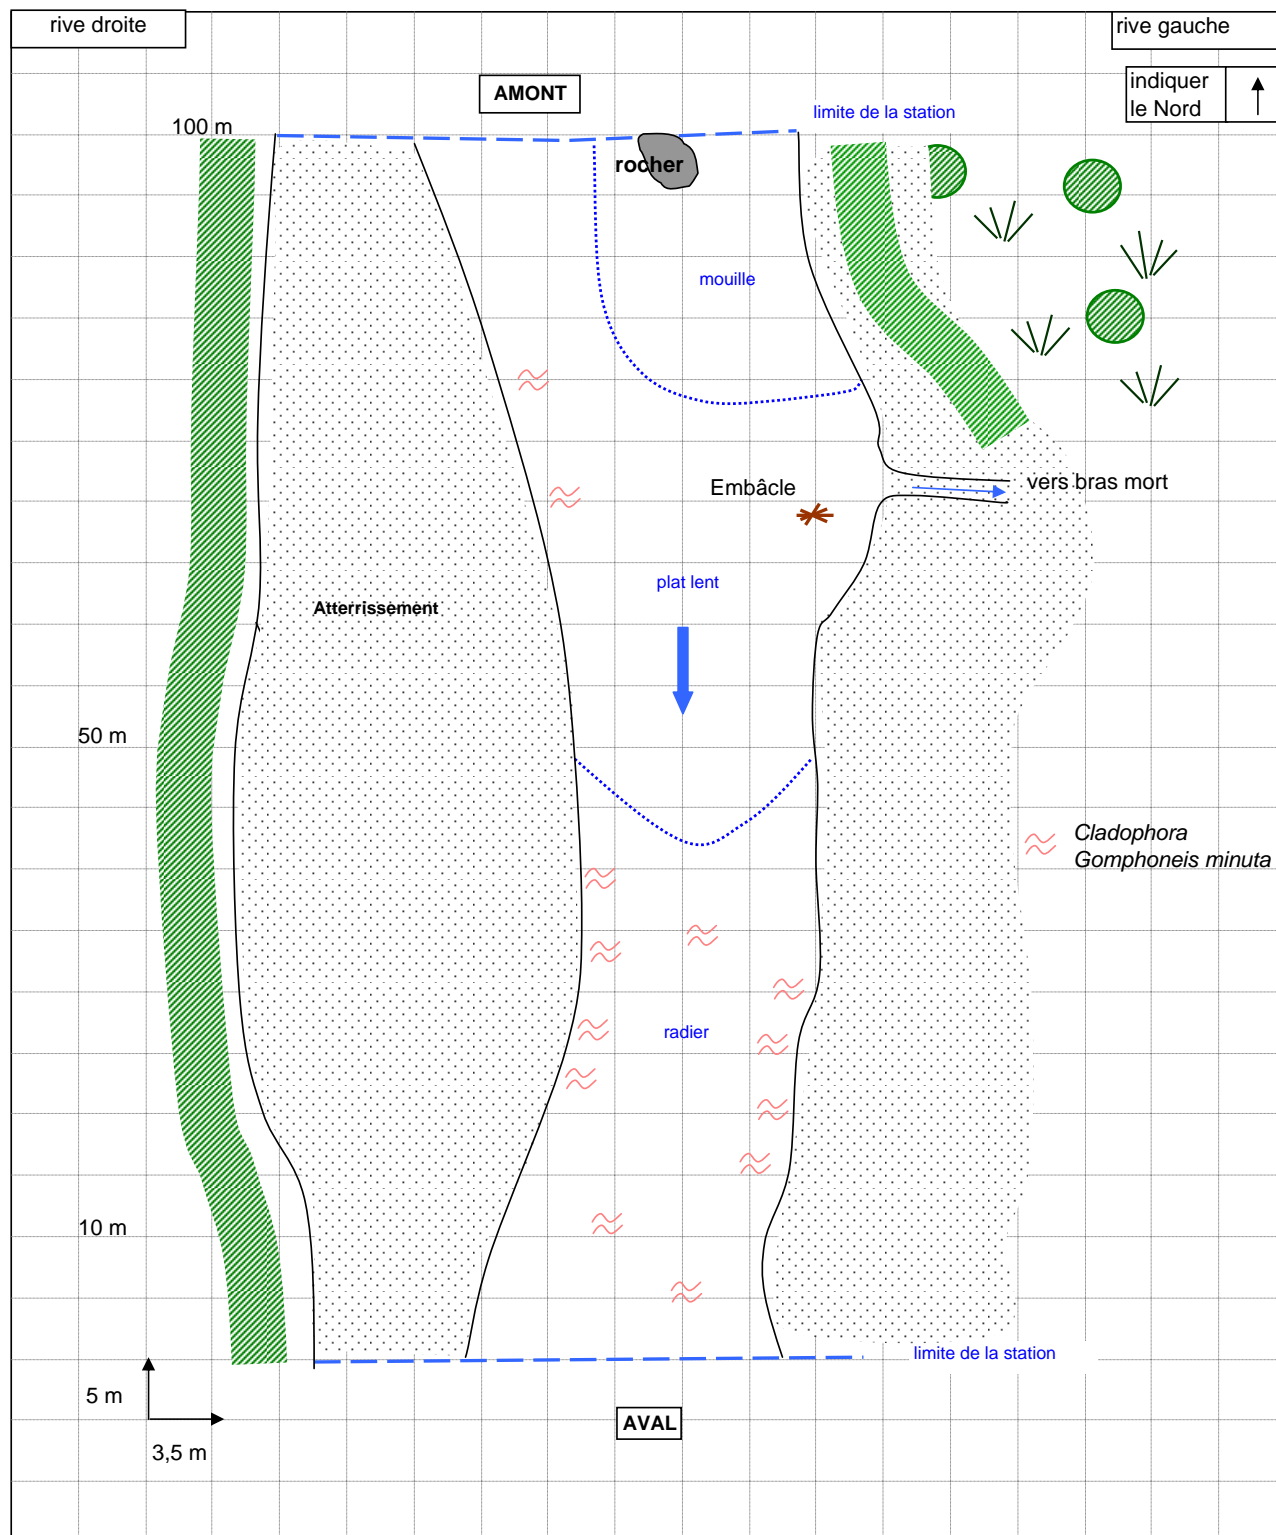 rive droite
rive gauche
indiquer
le Nord
AMONT
limite de la station
100 m
rocher
mouille
vers bras mort
Embâcle
plat lent
Atterrissement
50 m
Cladophora
Gomphoneis minuta
radier
10 m
limite de la station
5 m
3,5 m
AVAL